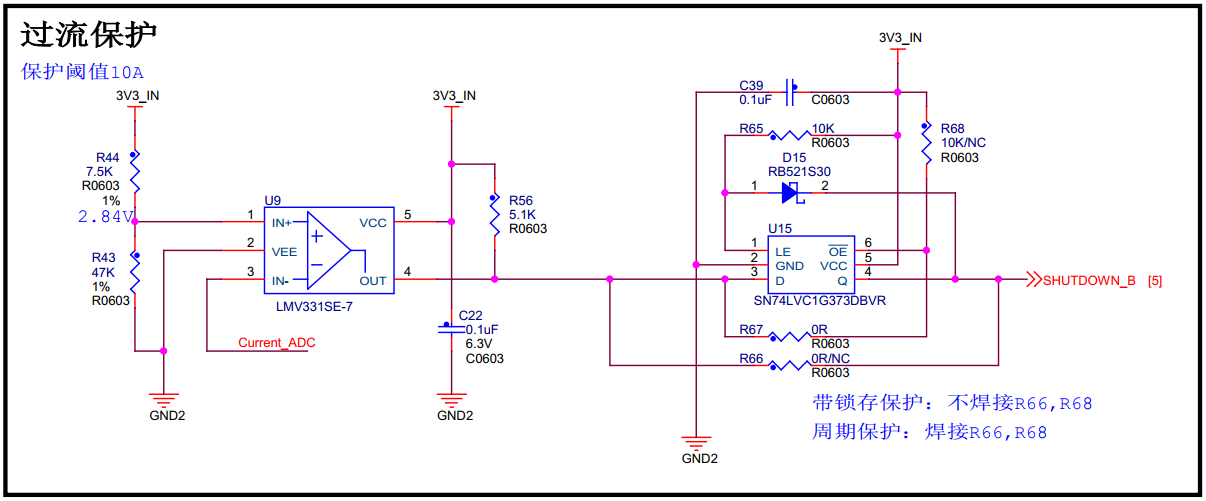 过流保护
保护阈值10A
3V3_IN
R44
7.5K
R0603
1%
2.84V
R43
47K
1%
R0603
GND2
U9
1 IN+
2 VEE
3 IN-
VCC 5
OUT 4
LMV331SE-7
Current_ADC
3V3_IN
R56
5.1K
R0603
C22
0.1uF
6.3V
C0603
GND2
3V3_IN
C39
0.1uF
C0603
R65 10K
R0603
R68
10K/NC
R0603
D15
RB521S30
1 2
U15
1 LE
2 GND
3 D
OE 6
VCC 5
Q 4
SN74LVC1G373DBVR
SHUTDOWN_B [5]
R67 0R
R0603
R66 0R/NC
R0603
GND2
带锁存保护：不焊接R66,R68
周期保护：焊接R66,R68